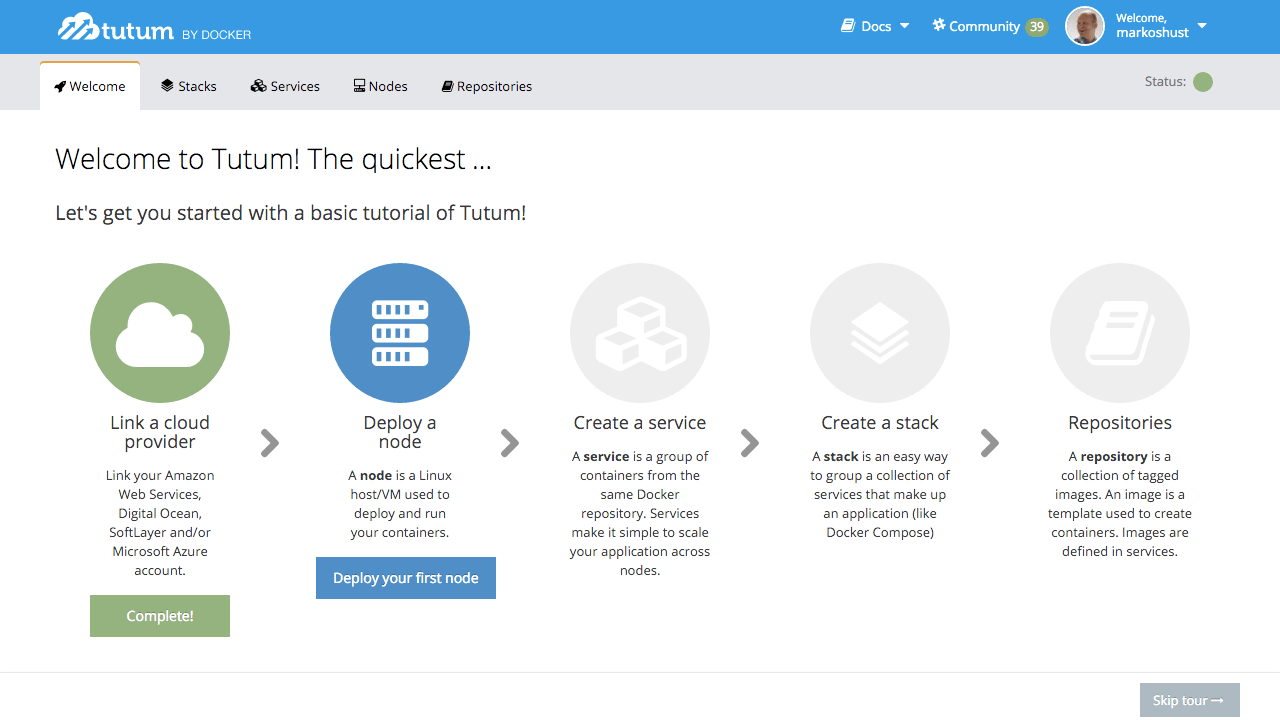 tutum BY DOCKER
Docs
Community 39
Welcome,
markoshust
Welcome
Stacks
Services
Nodes
Repositories
Status:
Welcome to Tutum! The quickest ...
Let's get you started with a basic tutorial of Tutum!
Link a cloud
provider
Link your Amazon
Web Services,
Digital Ocean,
SoftLayer and/or
Microsoft Azure
account.
Complete!
Deploy a
node
A node is a Linux
host/VM used to
deploy and run
your containers.
Deploy your first node
Create a service
A service is a group of
containers from the
same Docker
repository. Services
make it simple to scale
your application across
nodes.
Create a stack
A stack is an easy way
to group a collection of
services that make up
an application (like
Docker Compose)
Repositories
A repository is a
collection of tagged
images. An image is a
template used to create
containers. Images are
defined in services.
Skip tour→